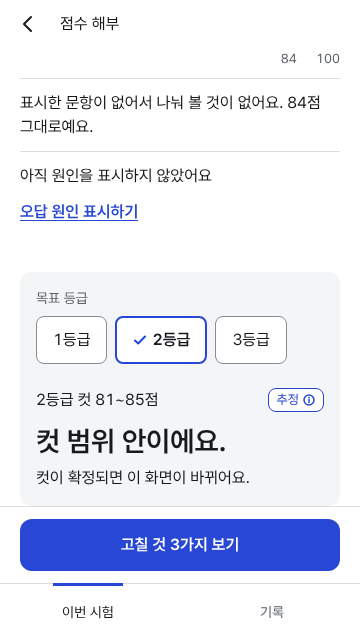 점수 해부
84 100
표시한 문항이 없어서 나눠 볼 것이 없어요. 84점
그대로예요.
아직 원인을 표시하지 않았어요
오답 원인 표시하기
목표 등급
1등급 2등급 3등급
2등급 컷 81~85점 추정
컷 범위 안이에요.
컷이 확정되면 이 화면이 바뀌어요.
고칠 것 3가지 보기
이번 시험 기록